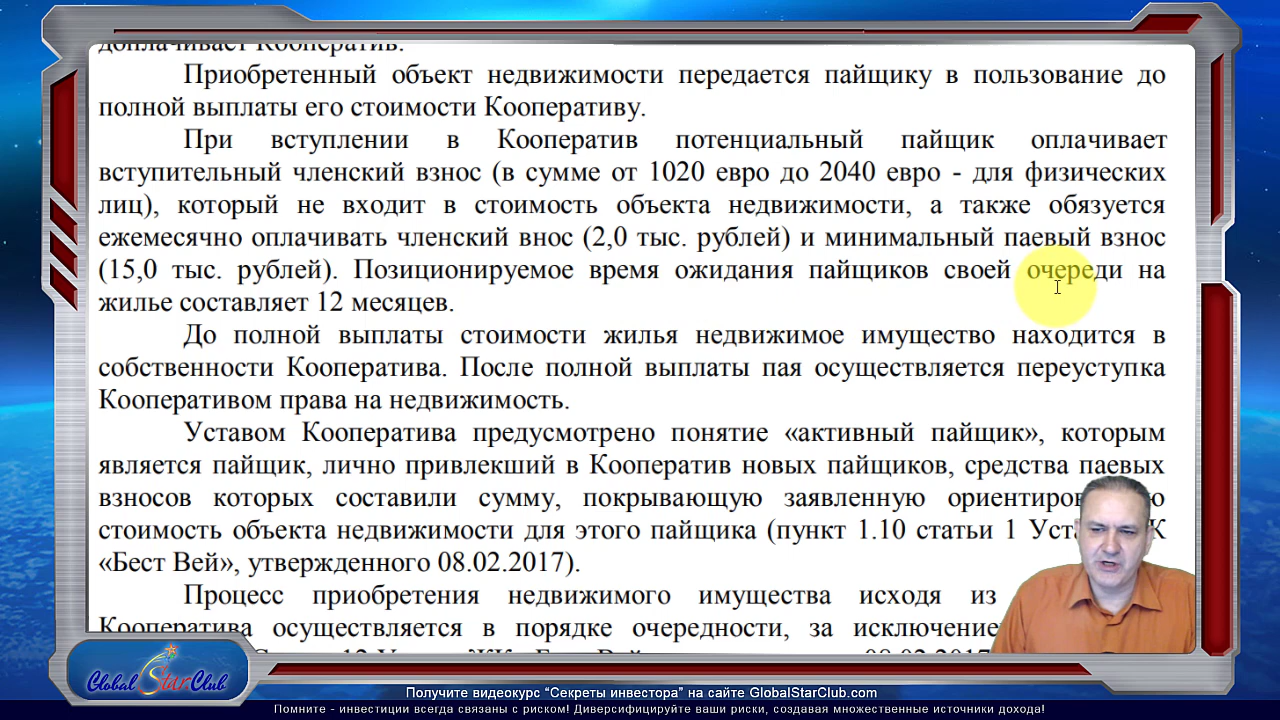 доплачивает Кооператив.
Приобретенный объект недвижимости передается пайщику в пользование до
полной выплаты его стоимости Кооперативу.
При вступлении в Кооператив потенциальный пайщик оплачивает
вступительный членский взнос (в сумме от 1020 евро до 2040 евро - для физических
лиц), который не входит в стоимость объекта недвижимости, а также обязуется
ежемесячно оплачивать членский внос (2,0 тыс. рублей) и минимальный паевый взнос
(15,0 тыс. рублей). Позиционируемое время ожидания пайщиков своей очереди на
жилье составляет 12 месяцев.
До полной выплаты стоимости жилья недвижимое имущество находится в
собственности Кооператива. После полной выплаты пая осуществляется переуступка
Кооперативом права на недвижимость.
Уставом Кооператива предусмотрено понятие «активный пайщик», которым
является пайщик, лично привлекший в Кооператив новых пайщиков, средства паевых
взносов которых составили сумму, покрывающую заявленную
стоимость объекта недвижимости для этого пайщика (пункт 1.10 статьи 1
«Бест Вей», утвержденного 08.02.2017).
Процесс приобретения недвижимого имущества исходя из
Кооператива осуществляется в порядке очередности, за
Global Star Club
Получите видеокурс "Секреты инвестора" на сайте GlobalStarClub.com
Помните - инвестиции всегда связаны с риском! Диверсифицируйте ваши риски, создавая множественные источники дохода!